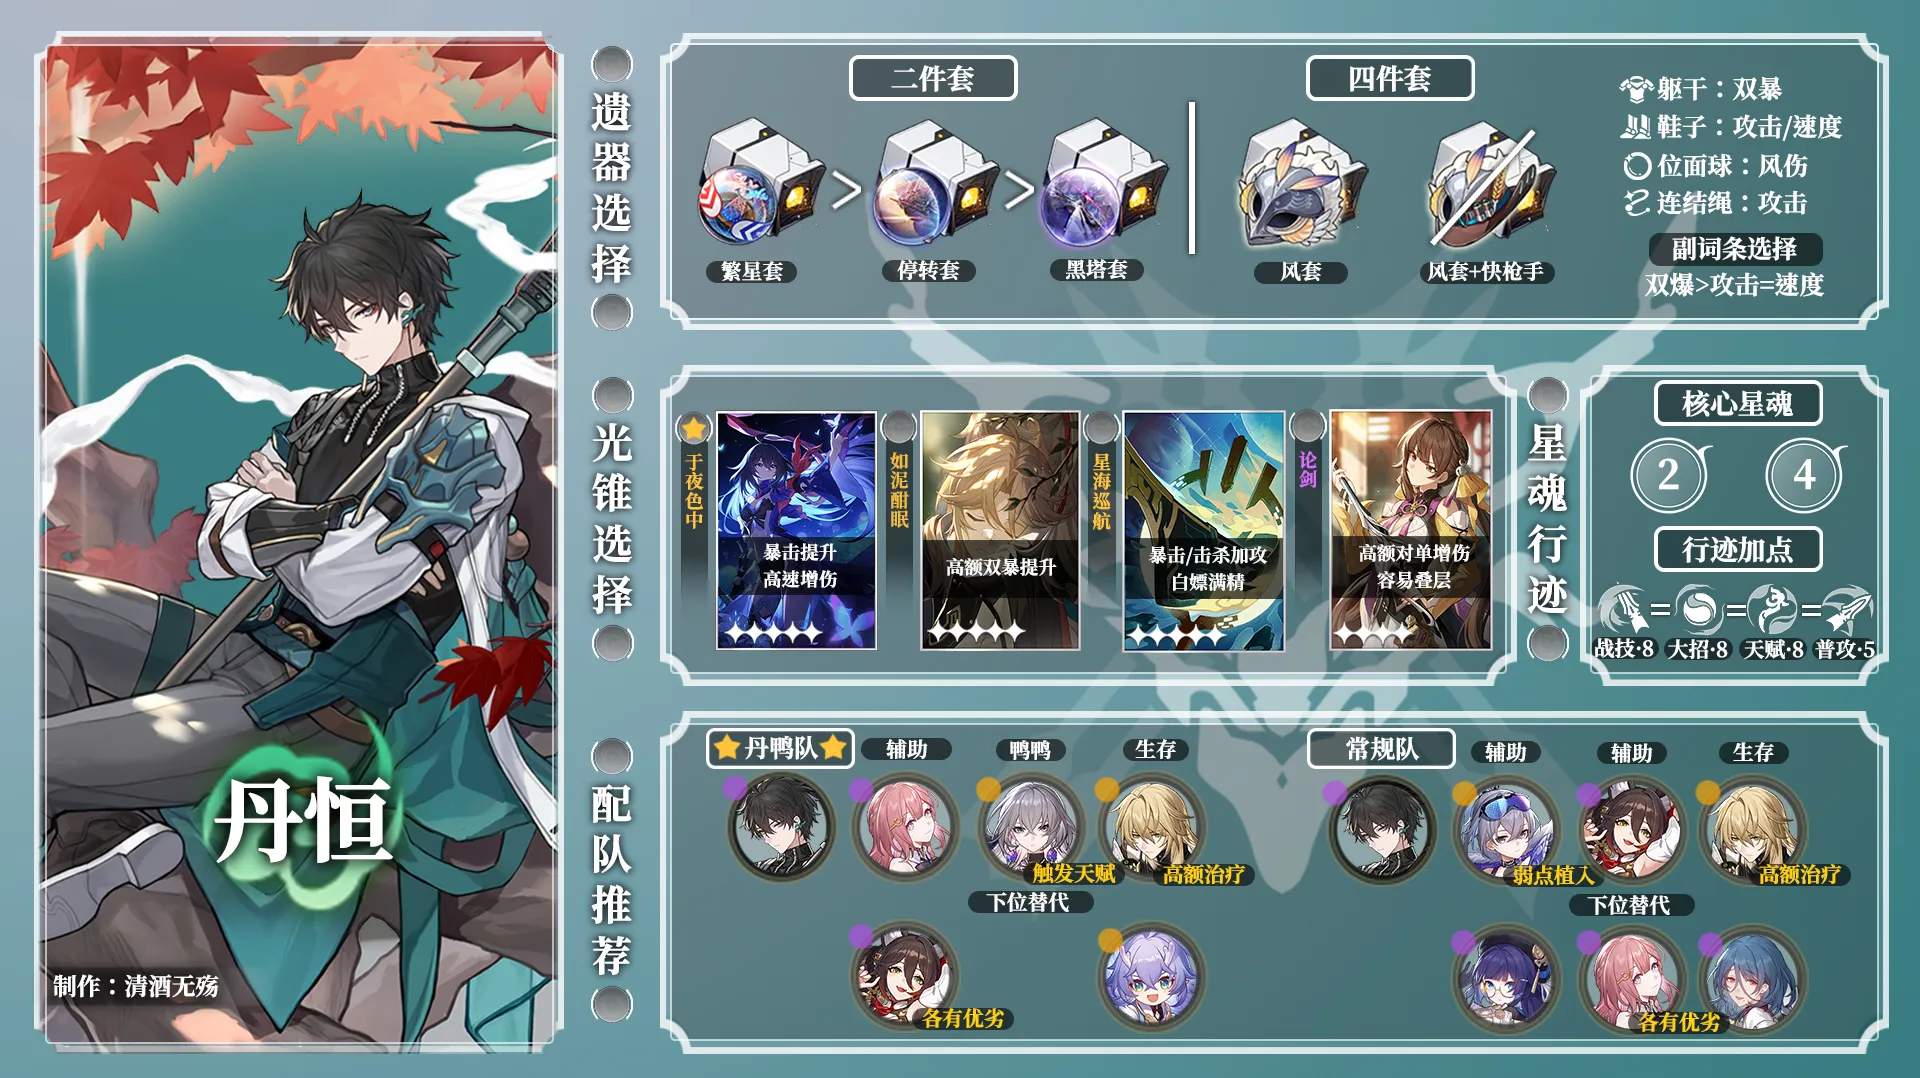 遗器选择
二件套
四件套
繁星套
>
停转套
>
黑塔套
风套
风套+快枪手
躯干：双暴
鞋子：攻击/速度
位面球：风伤
连结绳：攻击
副词条选择
双爆>攻击=速度
光锥选择
于夜色中
暴击提升
高速增伤
如泥酣眠
高额双暴提升
星海巡航
暴击/击杀加攻
白嫖满精
论剑
高额对单增伤
容易叠层
星魂行迹
核心星魂
2
4
行迹加点
= = =
战技·8 大招·8 天赋·8 普攻·5
配队推荐
丹鸭队
辅助
鸭鸭
生存
触发天赋
高额治疗
下位替代
各有优劣
常规队
辅助
辅助
生存
弱点植入
高额治疗
下位替代
各有优劣
丹恒
制作：清酒无殇